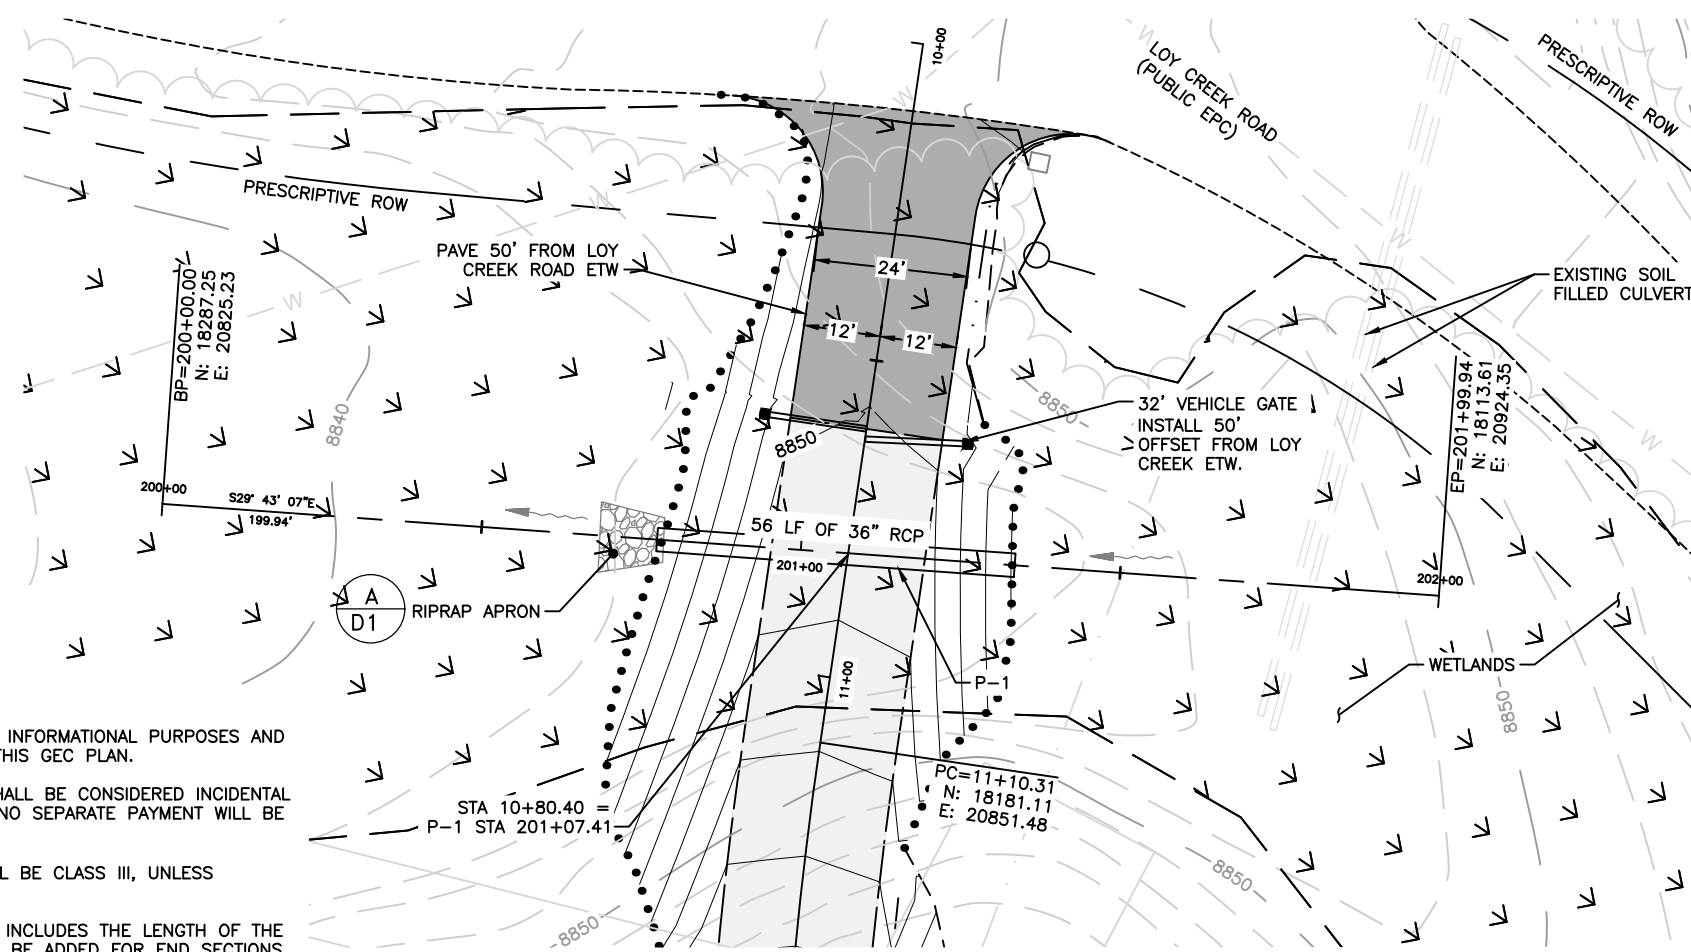 10+00
LOY CREEK ROAD
(PUBLIC EPC)
PRESCRIPTIVE ROW
PRESCRIPTIVE ROW
W
W
W
W
W
W
PAVE 50' FROM LOY
CREEK ROAD ETW
24'
12'
12'
EXISTING SOIL
FILLED CULVERT
BP=200+00.00
N: 18287.25
E: 20825.23
EP=201+99.94
N: 18113.61
E: 20924.35
8840
8850
8850
32' VEHICLE GATE
INSTALL 50'
OFFSET FROM LOY
CREEK ETW.
200+00
S29° 43' 07"E
199.94'
56 LF OF 36" RCP
201+00
202+00
A
D1
RIPRAP APRON
WETLANDS
P-1
11+00
8850
INFORMATIONAL PURPOSES AND
THIS GEC PLAN.
HALL BE CONSIDERED INCIDENTAL
NO SEPARATE PAYMENT WILL BE
STA 10+80.40 =
P-1 STA 201+07.41
PC=11+10.31
N: 18181.11
E: 20851.48
L BE CLASS III, UNLESS
8850
8850
INCLUDES THE LENGTH OF THE
BE ADDED FOR END SECTIONS